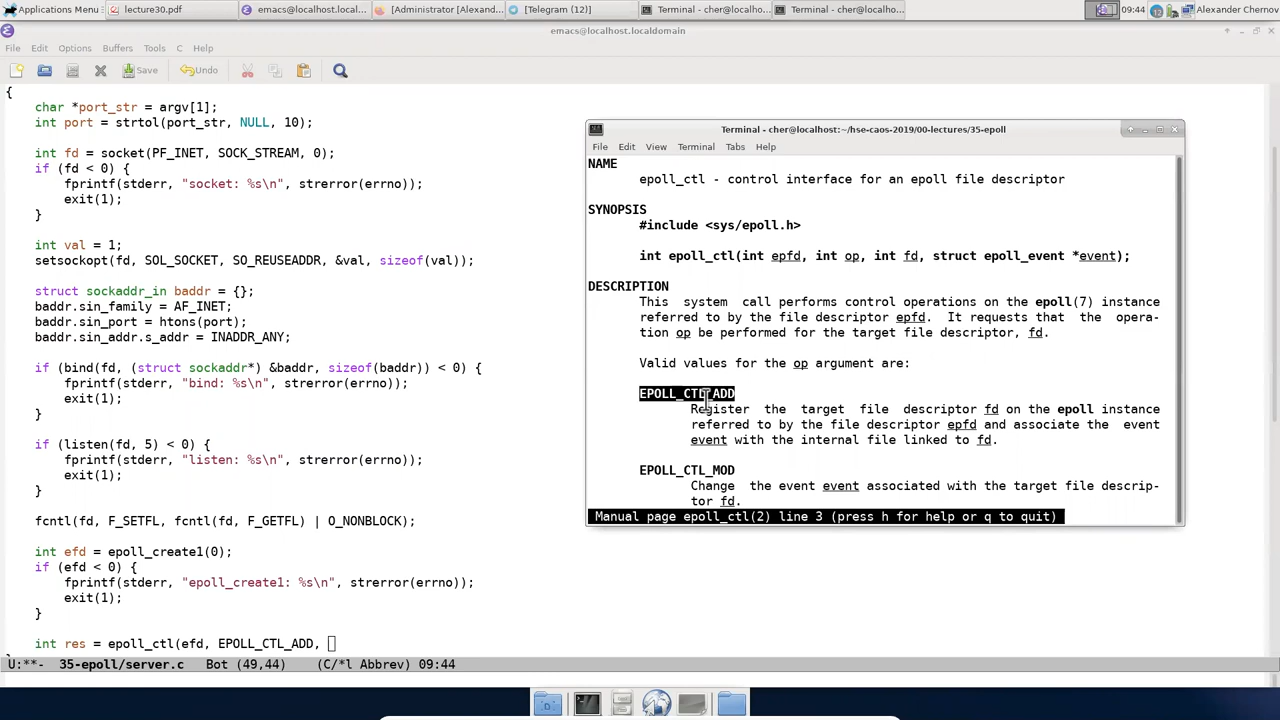 Applications Menu
lecture30.pdf
emacs@localhost.local...
[Administrator [Alexand...
[Telegram (12)]
Terminal - cher@localho...
Terminal - cher@localho...
09:44
12
Alexander Chernov
emacs@localhost.localdomain
File Edit Options Buffers Tools C Help
Save Undo
{
char *port_str = argv[1];
int port = strtol(port_str, NULL, 10);
int fd = socket(PF_INET, SOCK_STREAM, 0);
if (fd < 0) {
fprintf(stderr, "socket: %s\n", strerror(errno));
exit(1);
}
int val = 1;
setsockopt(fd, SOL_SOCKET, SO_REUSEADDR, &val, sizeof(val));
struct sockaddr_in baddr = {};
baddr.sin_family = AF_INET;
baddr.sin_port = htons(port);
baddr.sin_addr.s_addr = INADDR_ANY;
if (bind(fd, (struct sockaddr*) &baddr, sizeof(baddr)) < 0) {
fprintf(stderr, "bind: %s\n", strerror(errno));
exit(1);
}
if (listen(fd, 5) < 0) {
fprintf(stderr, "listen: %s\n", strerror(errno));
exit(1);
}
fcntl(fd, F_SETFL, fcntl(fd, F_GETFL) | O_NONBLOCK);
int efd = epoll_create1(0);
if (efd < 0) {
fprintf(stderr, "epoll_create1: %s\n", strerror(errno));
exit(1);
}
int res = epoll_ctl(efd, EPOLL_CTL_ADD,
U:**- 35-epoll/server.c Bot (49,44) (C/*l Abbrev) 09:44
Terminal - cher@localhost:~/hse-caos-2019/00-lectures/35-epoll
File Edit View Terminal Tabs Help
NAME
epoll_ctl - control interface for an epoll file descriptor
SYNOPSIS
#include <sys/epoll.h>
int epoll_ctl(int epfd, int op, int fd, struct epoll_event *event);
DESCRIPTION
This system call performs control operations on the epoll(7) instance
referred to by the file descriptor epfd. It requests that the opera-
tion op be performed for the target file descriptor, fd.
Valid values for the op argument are:
EPOLL_CTL_ADD
Register the target file descriptor fd on the epoll instance
referred to by the file descriptor epfd and associate the event
event with the internal file linked to fd.
EPOLL_CTL_MOD
Change the event event associated with the target file descrip-
tor fd.
Manual page epoll_ctl(2) line 3 (press h for help or q to quit)